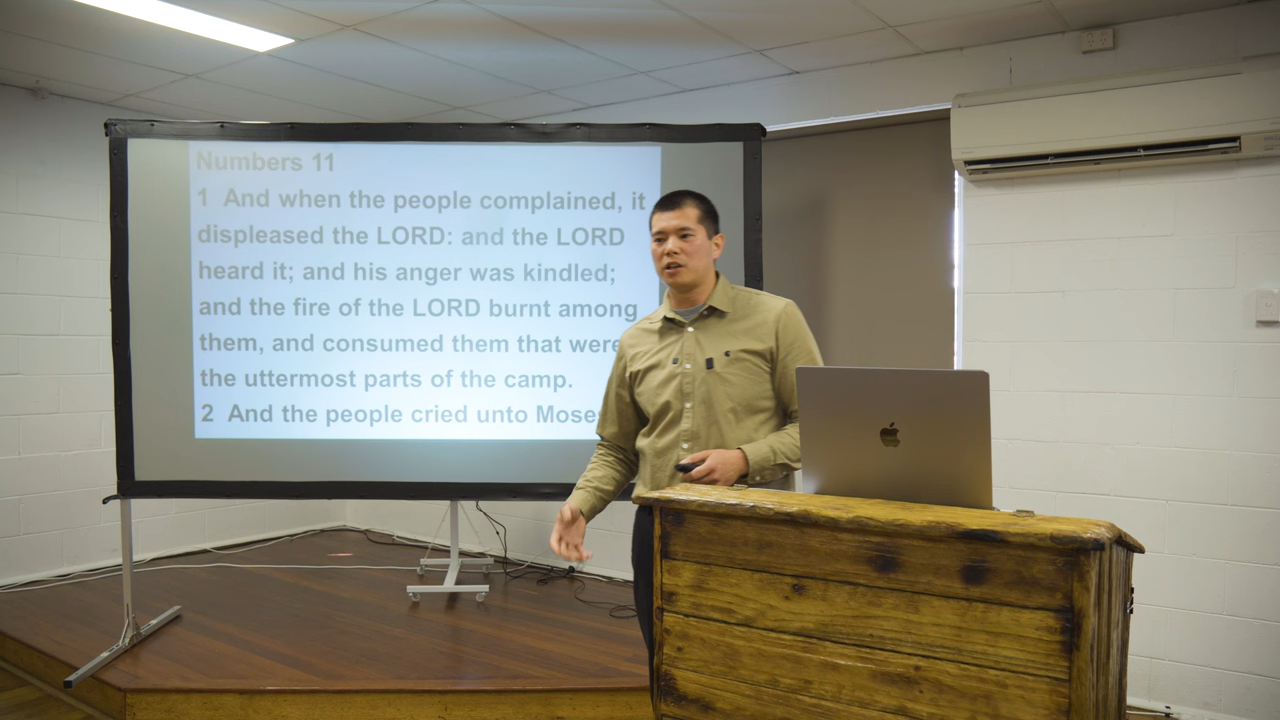 Numbers 11
1 And when the people complained, it
displeased the LORD: and the LORD
heard it; and his anger was kindled;
and the fire of the LORD burnt among
them, and consumed them that were
the uttermost parts of the camp.
2 And the people cried unto Moses